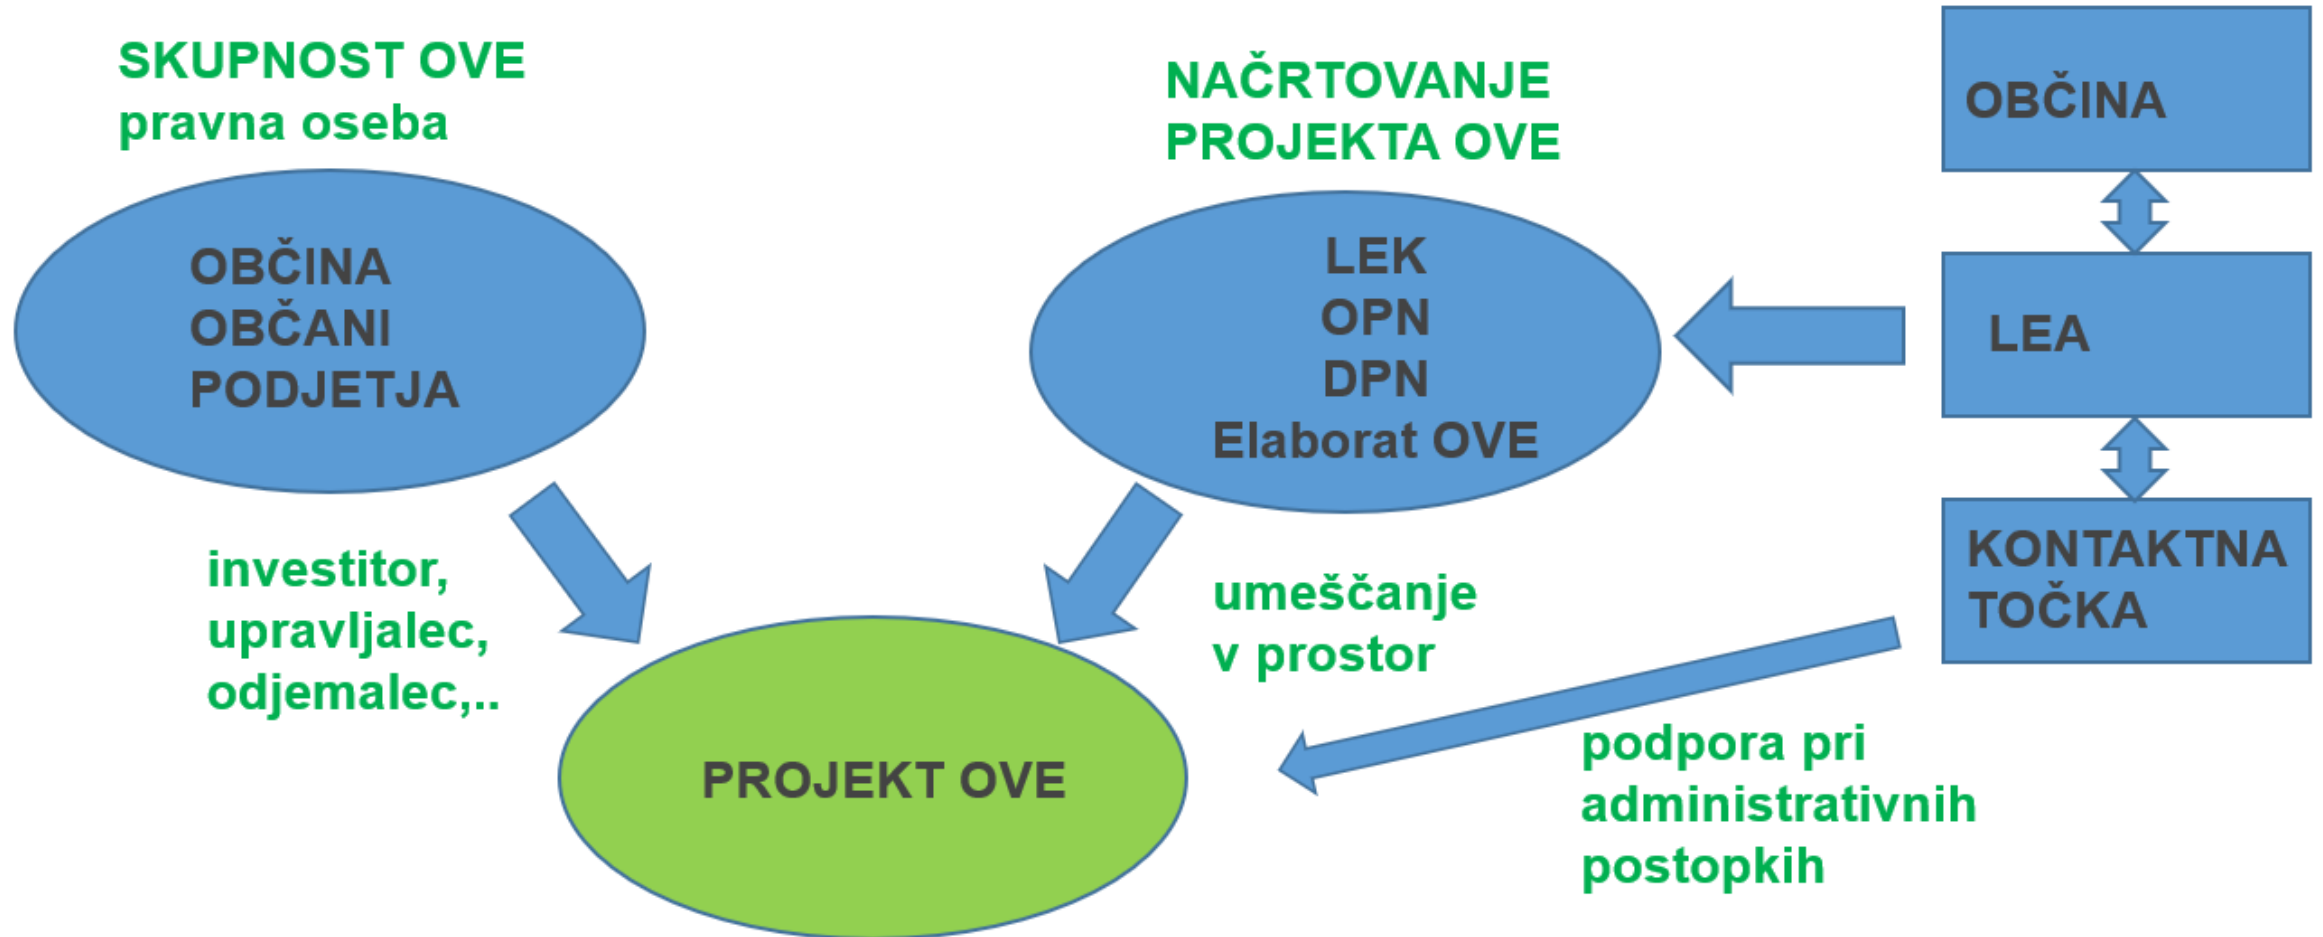 SKUPNOST OVE
pravna oseba
OBČINA
OBČANI
PODJETJA
investitor,
upravljalec,
odjemalec,..
NAČRTOVANJE
PROJEKTA OVE
LEK
OPN
DPN
Elaborat OVE
umeščanje
v prostor
PROJEKT OVE
OBČINA
LEA
KONTAKTNA
TOČKA
podpora pri
administrativnih
postopkih